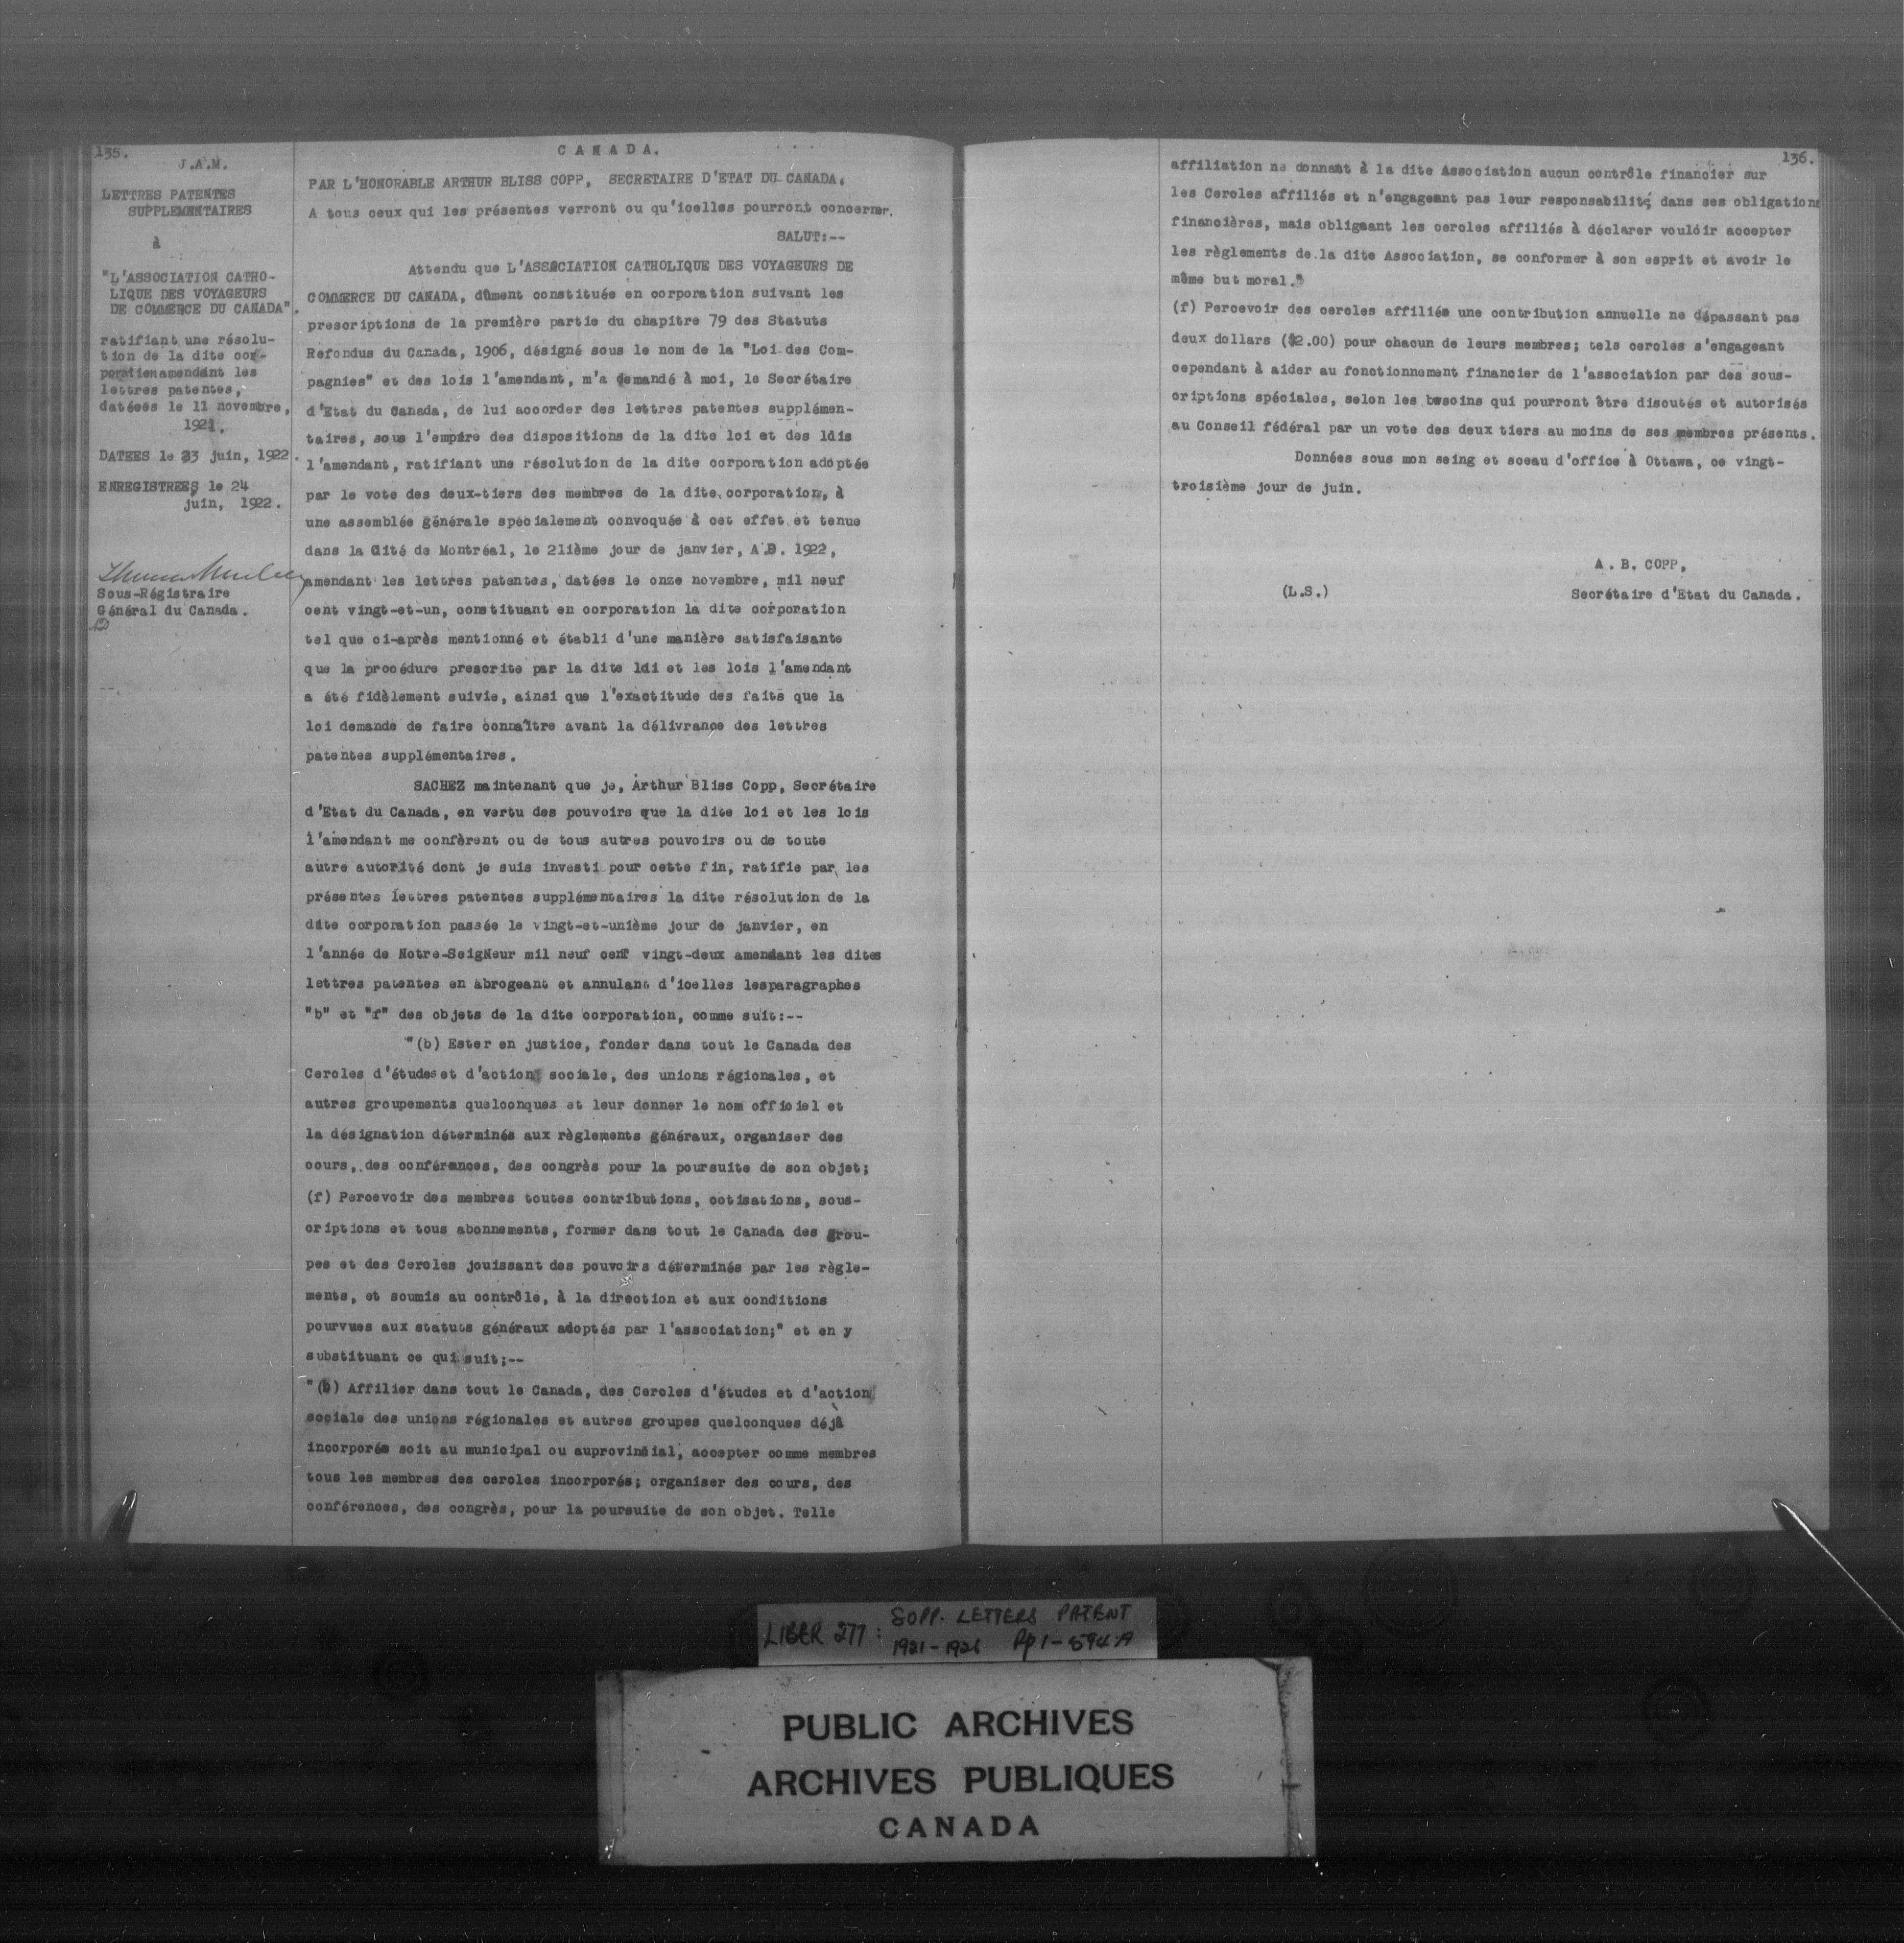 135.
J.A.M.
LETTRES PATENTES
SUPPLEMENTAIRES
à
"L'ASSOCIATION CATHO-
LIQUE DES VOYAGEURS
DE COMMERCE DU CANADA".
ratifiant une résolu-
tion de la dite cor-
poration amendant les
lettres patentes,
datées le 11 novembre,
1921.
DATEES le 23 juin, 1922.
ENREGISTREES le 24
juin, 1922.
Sous-Régistraire
Général du Canada.
CANADA.
PAR L'HONORABLE ARTHUR BLISS COPP, SECRETAIRE D'ETAT DU CANADA.
A tous ceux qui les présentes verront ou qu'icelles pourront concerner.
SALUT:--
Attendu que L'ASSOCIATION CATHOLIQUE DES VOYAGEURS DE
COMMERCE DU CANADA, dûment constituée en corporation suivant les
prescriptions de la première partie du chapitre 79 des Statuts
Refondus du Canada, 1906, désigné sous le nom de la "Loi des Com-
pagnies" et des lois l'amendant, m'a demandé à moi, le Secrétaire
d'Etat du Canada, de lui accorder des lettres patentes supplémen-
taires, sous l'empire des dispositions de la dite loi et des ldis
l'amendant, ratifiant une résolution de la dite corporation adoptée
par le vote des deux-tiers des membres de la dite corporation, à
une assemblée générale spécialement convoquée à cet effet et tenue
dans la Cité de Montréal, le 21ième jour de janvier, A.D. 1922,
amendant les lettres patentes, datées le onze novembre, mil neuf
cent vingt-et-un, constituant en corporation la dite corporation
tel que ci-après mentionné et établi d'une manière satisfaisante
que la procédure prescrite par la dite ldi et les lois l'amendant
a été fidèlement suivie, ainsi que l'exactitude des faits que la
loi demande de faire connaître avant la délivrance des lettres
patentes supplémentaires.
SACHEZ maintenant que je, Arthur Bliss Copp, Secrétaire
d'Etat du Canada, en vertu des pouvoirs que la dite loi et les lois
l'amendant me confèrent ou de tous autres pouvoirs ou de toute
autre autorité dont je suis investi pour cette fin, ratifie par les
présentes lettres patentes supplémentaires la dite résolution de la
dite corporation passée le vingt-et-unième jour de janvier, en
l'année de Notre-SeigNeur mil neuf cent vingt-deux amendant les dites
lettres patentes en abrogeant et annulant d'icelles lesparagraphes
"b" et "f" des objets de la dite corporation, comme suit:--
"(b) Ester en justice, fonder dans tout le Canada des
Cercles d'études et d'action sociale, des unions régionales, et
autres groupements quelconques et leur donner le nom officiel et
la désignation déterminés aux règlements généraux, organiser des
cours, des conférences, des congrès pour la poursuite de son objet;
(f) Percevoir des membres toutes contributions, cotisations, sous-
criptions et tous abonnements, former dans tout le Canada des grou-
pes et des Cercles jouissant des pouvoirs déterminés par les règle-
ments, et soumis au contrôle, à la direction et aux conditions
pourvues aux statuts généraux adoptés par l'association;" et en y
substituant ce qui suit;--
"(b) Affilier dans tout le Canada, des Cercles d'études et d'action
sociale des unions régionales et autres groupes quelconques déjà
incorporés soit au municipal ou auprovincial, accepter comme membres
tous les membres des cercles incorporés; organiser des cours, des
conférences, des congrès, pour la poursuite de son objet. Telle
136.
affiliation ne donnant à la dite Association aucun contrôle financier sur
les Cercles affiliés et n'engageant pas leur responsabilité dans ses obligations
financières, mais obligeant les cercles affiliés à déclarer vouloir accepter
les règlements de la dite Association, se conformer à son esprit et avoir le
même but moral."
(f) Percevoir des cercles affiliés une contribution annuelle ne dépassant pas
deux dollars ($2.00) pour chacun de leurs membres; tels cercles s'engageant
cependant à aider au fonctionnement financier de l'association par des sous-
criptions spéciales, selon les besoins qui pourront être discutés et autorisés
au Conseil fédéral par un vote des deux tiers au moins de ses membres présents.
Données sous mon seing et sceau d'office à Ottawa, ce vingt-
troisième jour de juin.
A. B. COPP,
(L.S.) Secrétaire d'Etat du Canada.
LIBER 277: SUPP. LETTERS PATENT
1921-1926 Pp 1-594A
PUBLIC ARCHIVES
ARCHIVES PUBLIQUES
CANADA